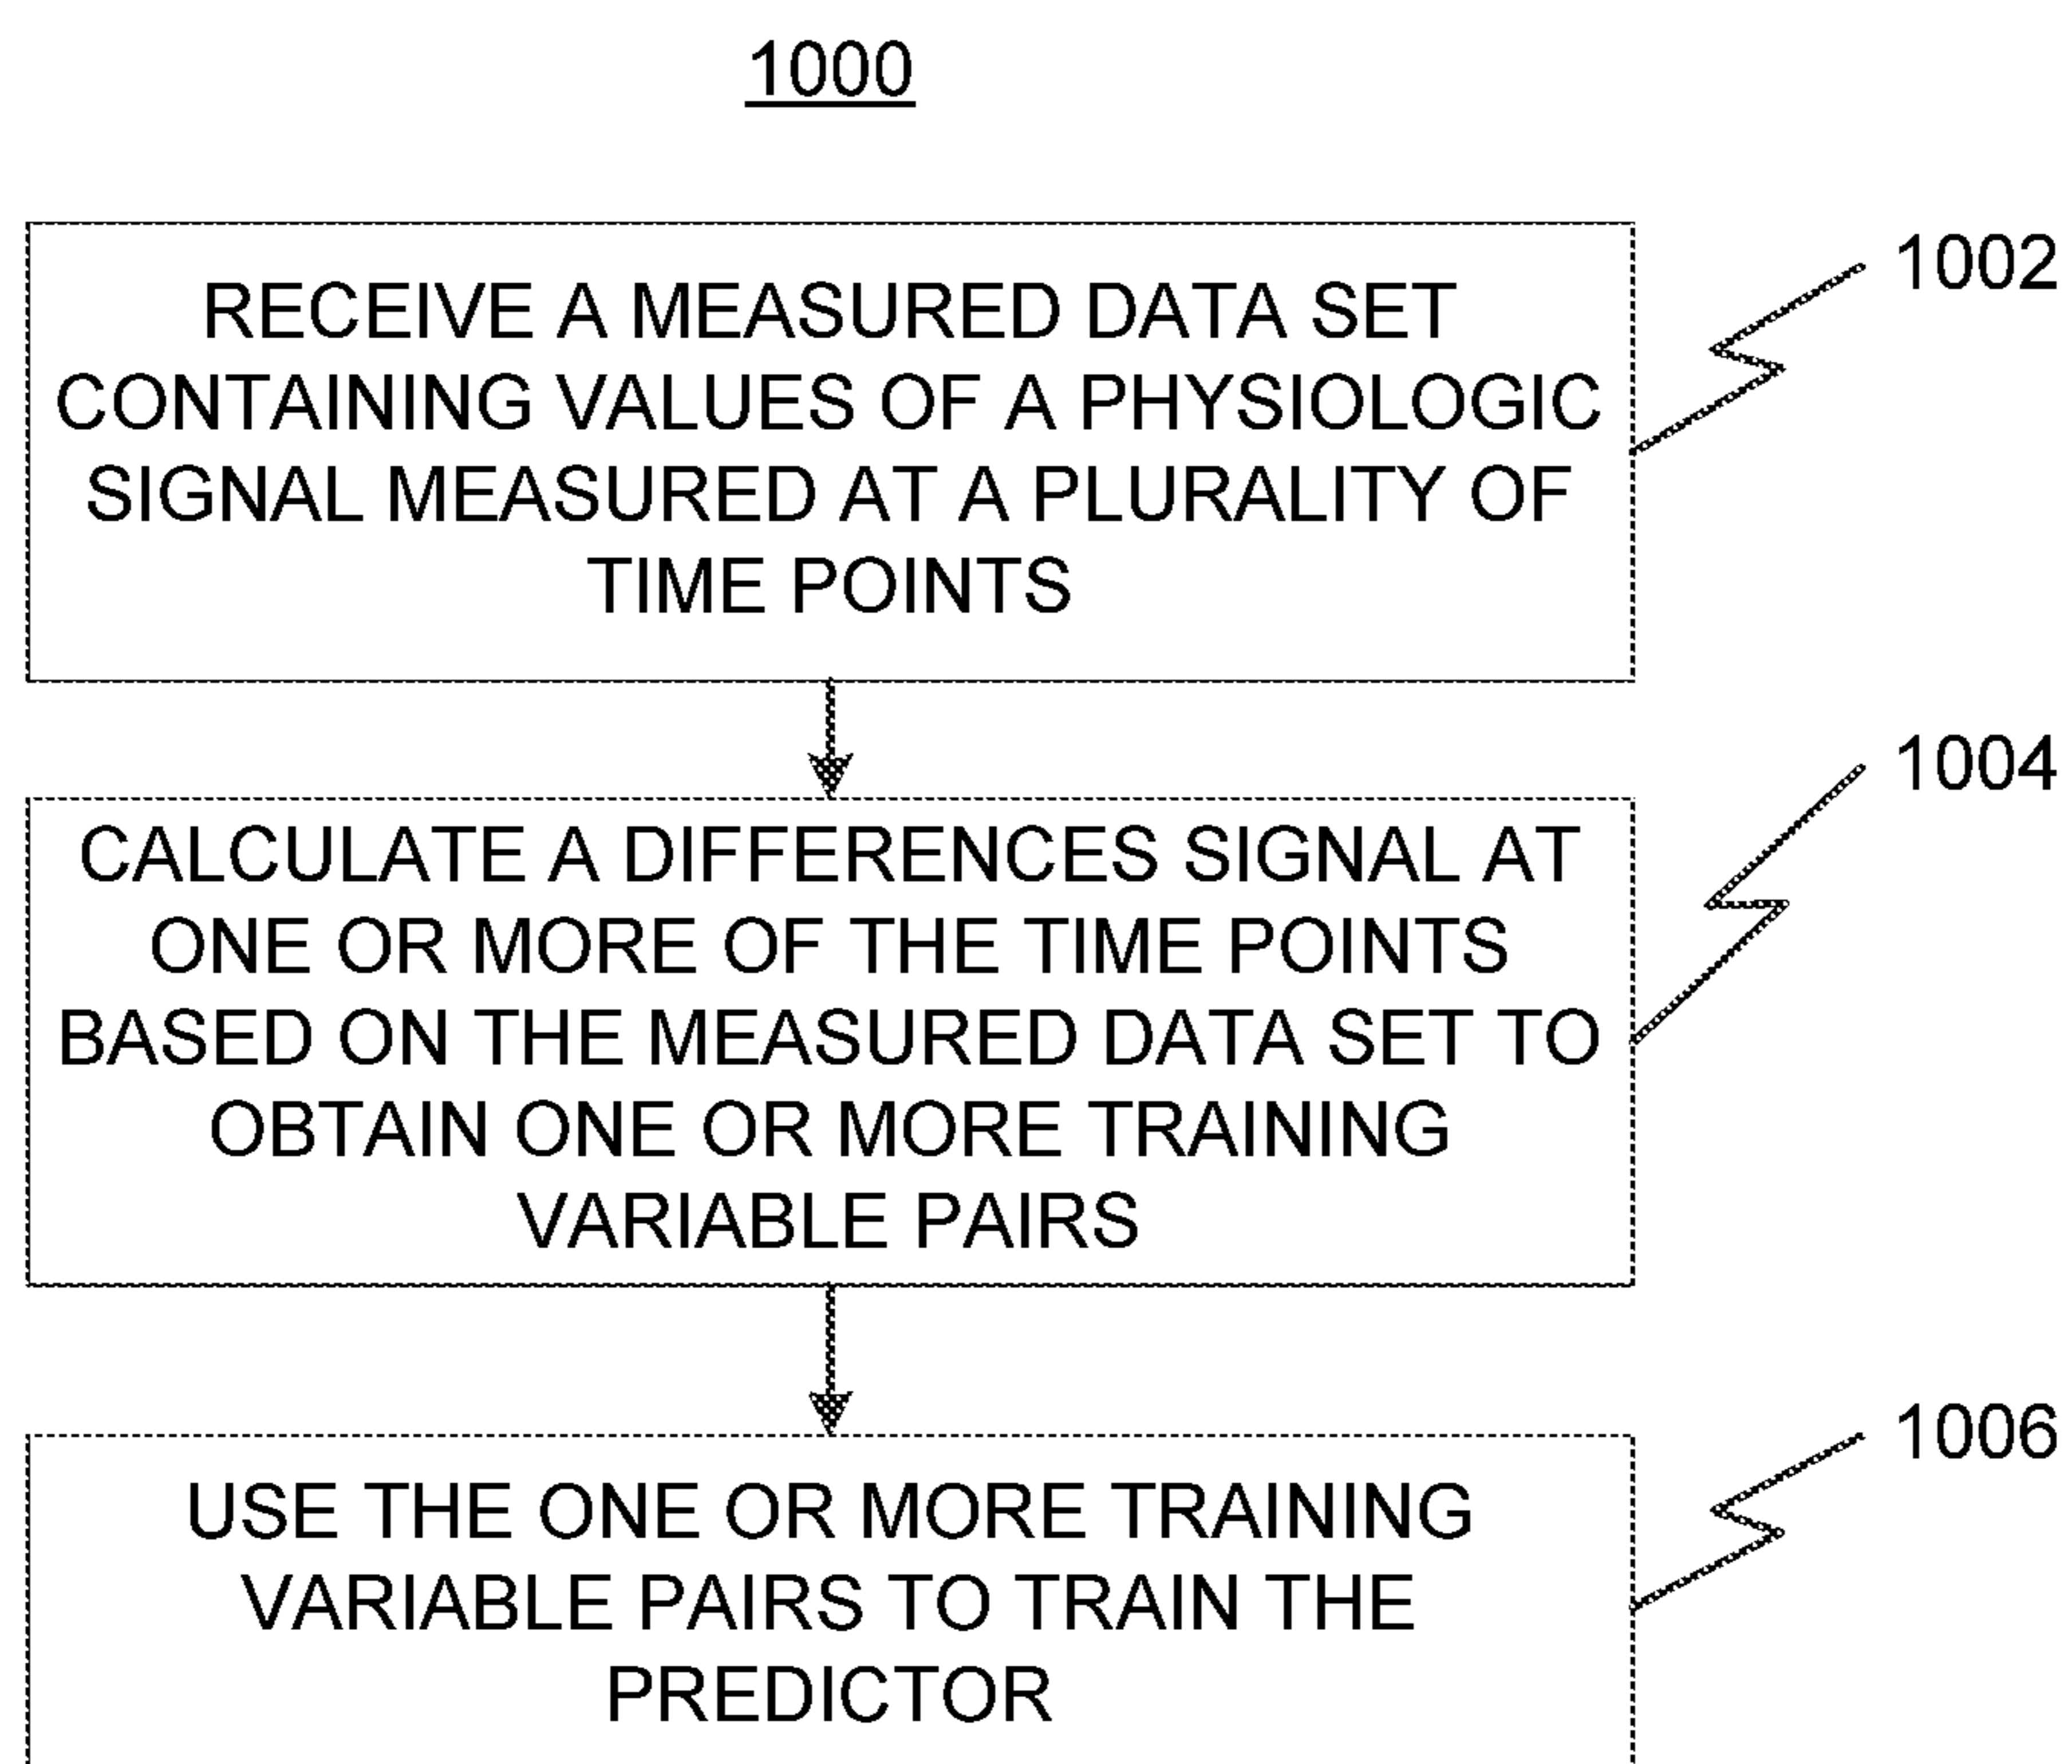 1000
RECEIVE A MEASURED DATA SET
CONTAINING VALUES OF A PHYSIOLOGIC
SIGNAL MEASURED AT A PLURALITY OF
TIME POINTS
1002
CALCULATE A DIFFERENCES SIGNAL AT
ONE OR MORE OF THE TIME POINTS
BASED ON THE MEASURED DATA SET TO
OBTAIN ONE OR MORE TRAINING
VARIABLE PAIRS
1004
USE THE ONE OR MORE TRAINING
VARIABLE PAIRS TO TRAIN THE
PREDICTOR
1006